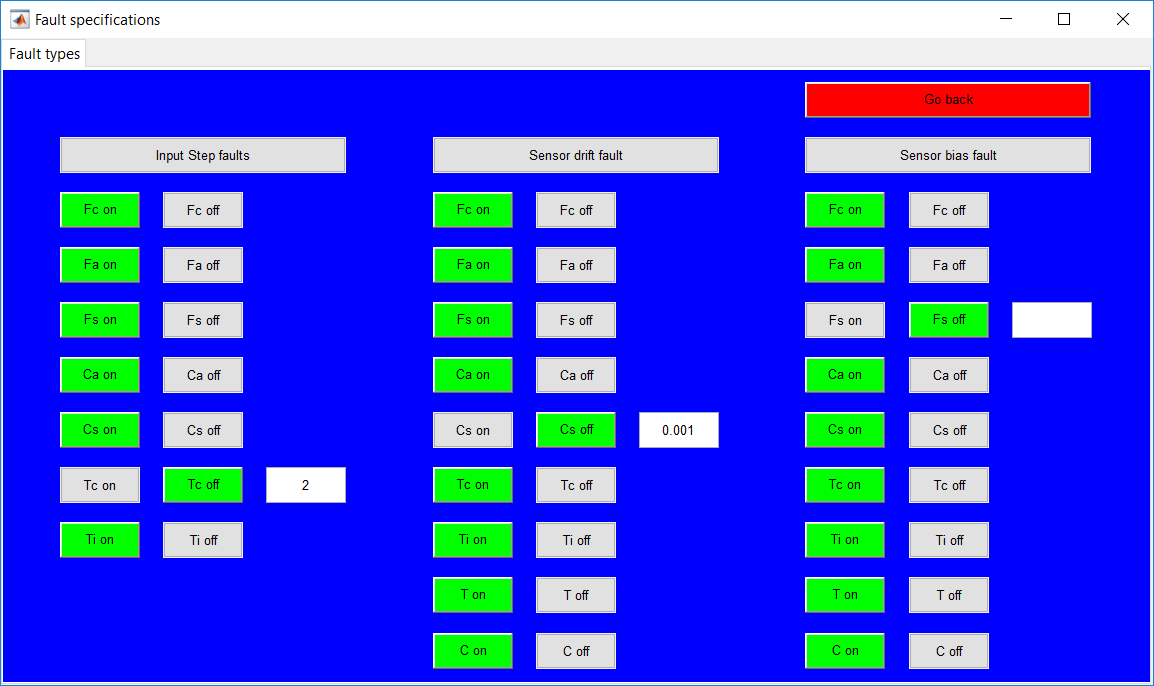 Fault specifications
Fault types
Go back
Input Step faults Sensor drift fault Sensor bias fault
Fc on Fc off Fc on Fc off Fc on Fc off
Fa on Fa off Fa on Fa off Fa on Fa off
Fs on Fs off Fs on Fs off Fs on Fs off
Ca on Ca off Ca on Ca off Ca on Ca off
Cs on Cs off Cs on Cs off 0.001 Cs on Cs off
Tc on Tc off 2 Tc on Tc off Tc on Tc off
Ti on Ti off Ti on Ti off Ti on Ti off
T on T off T on T off
C on C off C on C off